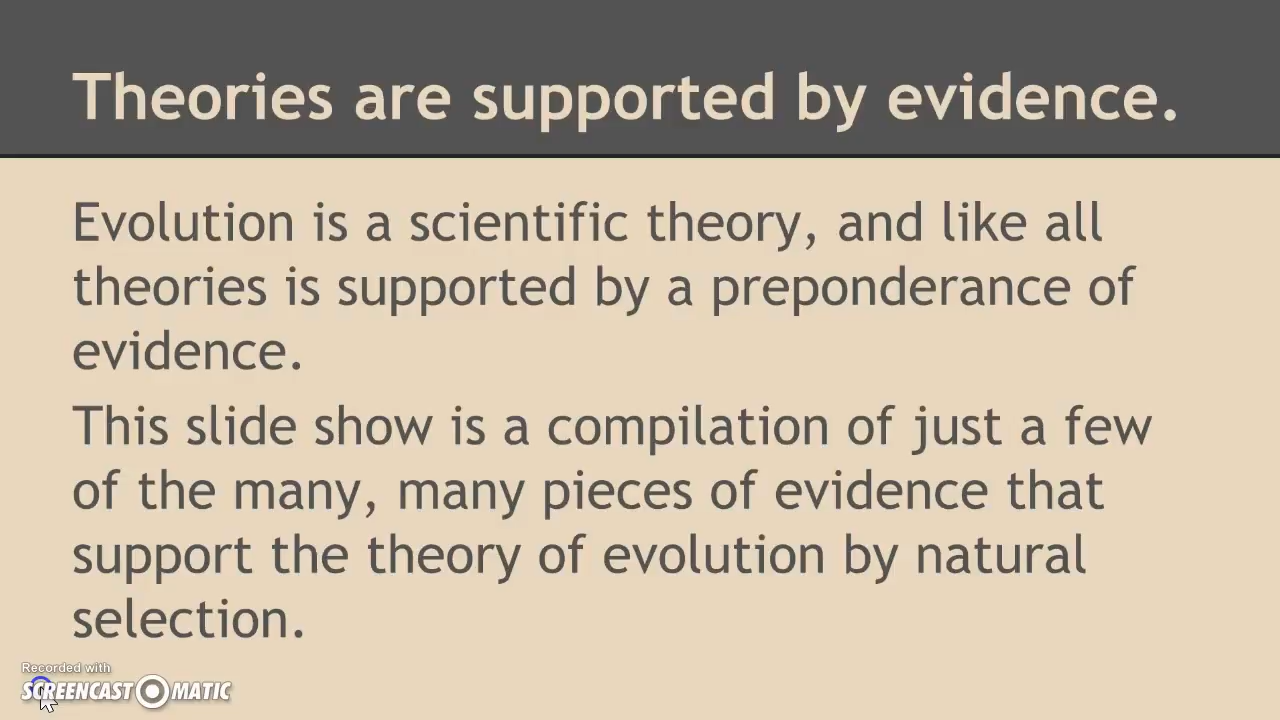 Theories are supported by evidence.
Evolution is a scientific theory, and like all
theories is supported by a preponderance of
evidence.
This slide show is a compilation of just a few
of the many, many pieces of evidence that
support the theory of evolution by natural
selection.
Recorded with
SCREENCAST MATIC